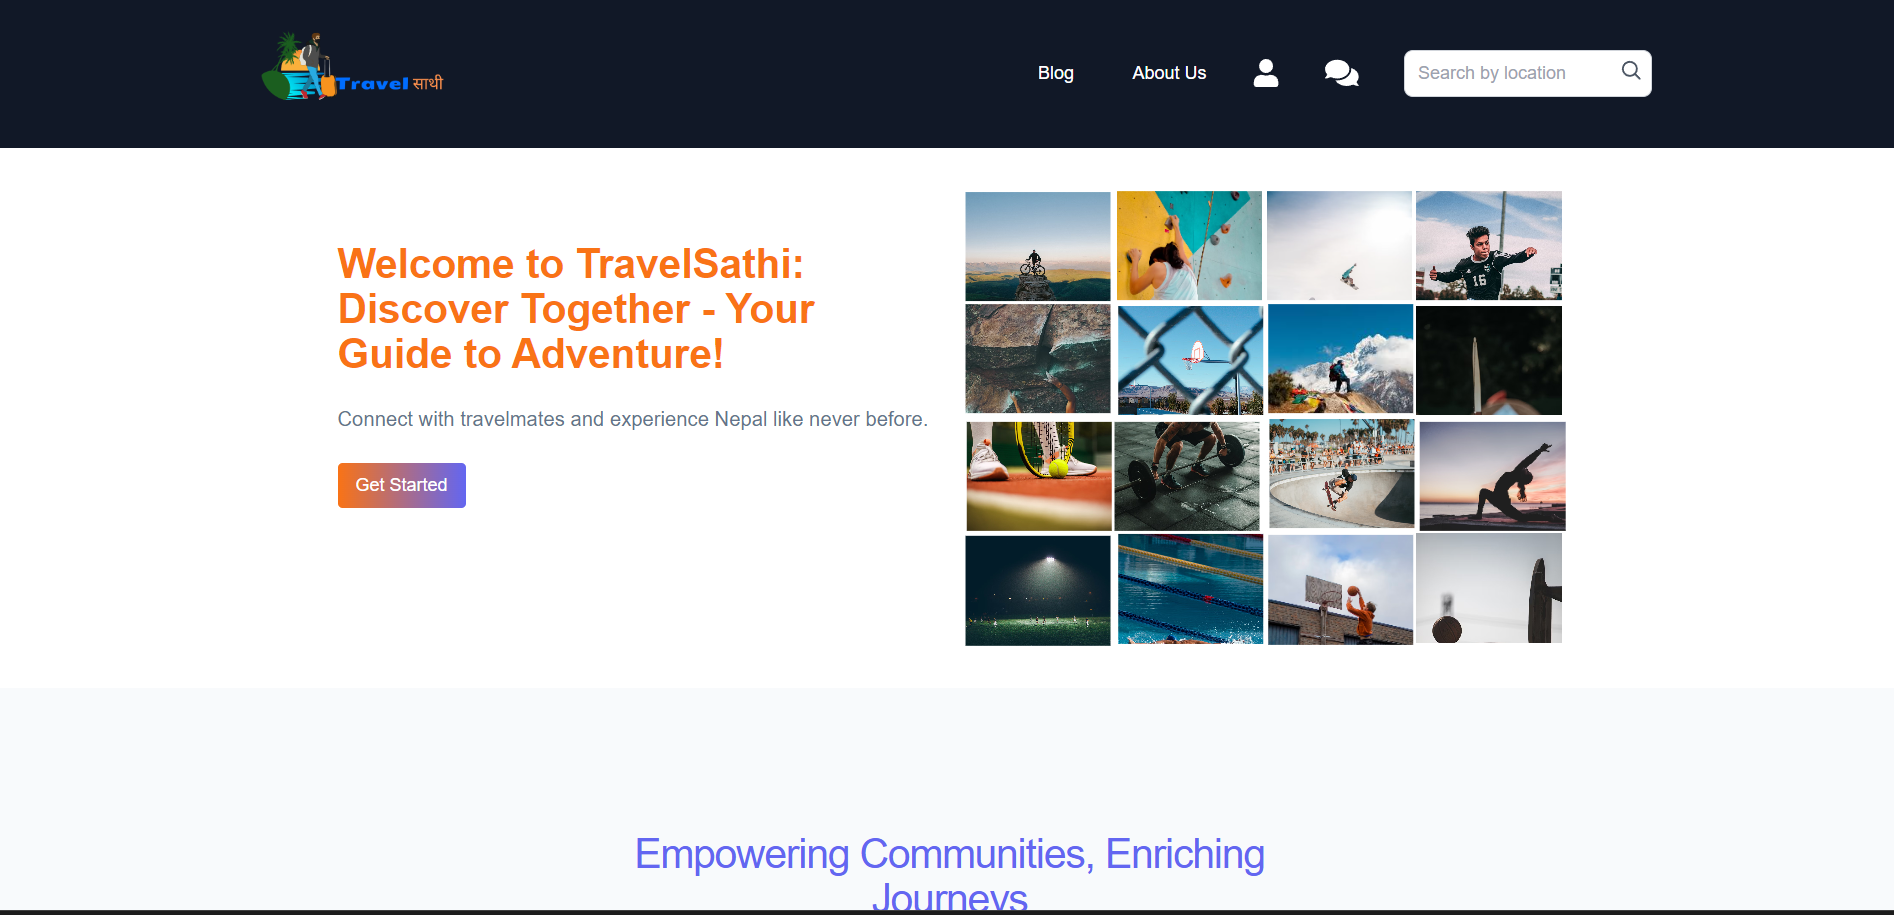 Travel साथी
Blog
About Us
Search by location
Welcome to TravelSathi:
Discover Together - Your
Guide to Adventure!
Connect with travelmates and experience Nepal like never before.
Get Started
16
Empowering Communities, Enriching
Journeys